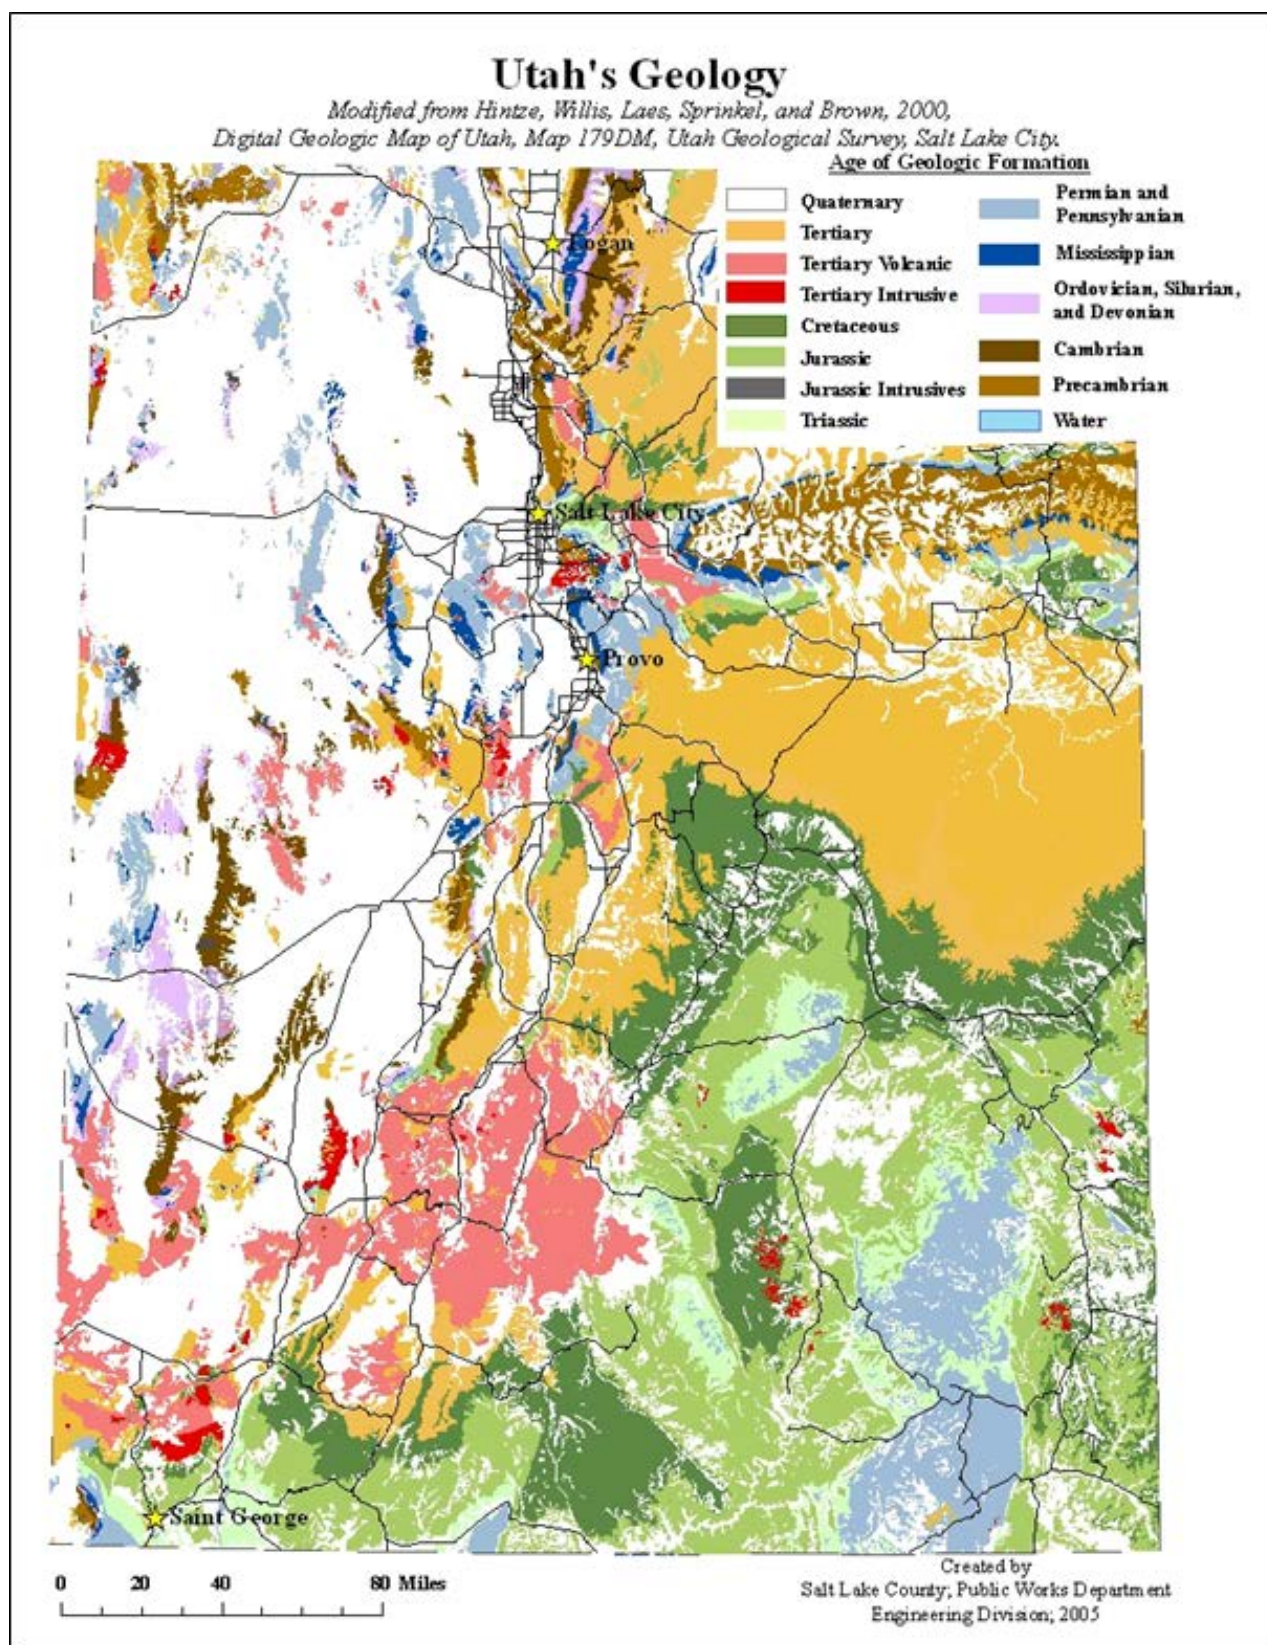 Utah's Geology
Modified from Hintze, Willis, Laes, Sprinkel, and Brown, 2000,
Digital Geologic Map of Utah, Map 179DM, Utah Geological Survey, Salt Lake City.
Age of Geologic Formation
Quaternary
Tertiary
Tertiary Volcanic
Tertiary Intrusive
Cretaceous
Jurassic
Jurassic Intrusives
Triassic
Permian and
Pennsylvanian
Mississippian
Ordovician, Silurian,
and Devonian
Cambrian
Precambrian
Water
Logan
Salt Lake City
Provo
Saint George
0 20 40 80 Miles
Created by
Salt Lake County; Public Works Department
Engineering Division; 2005